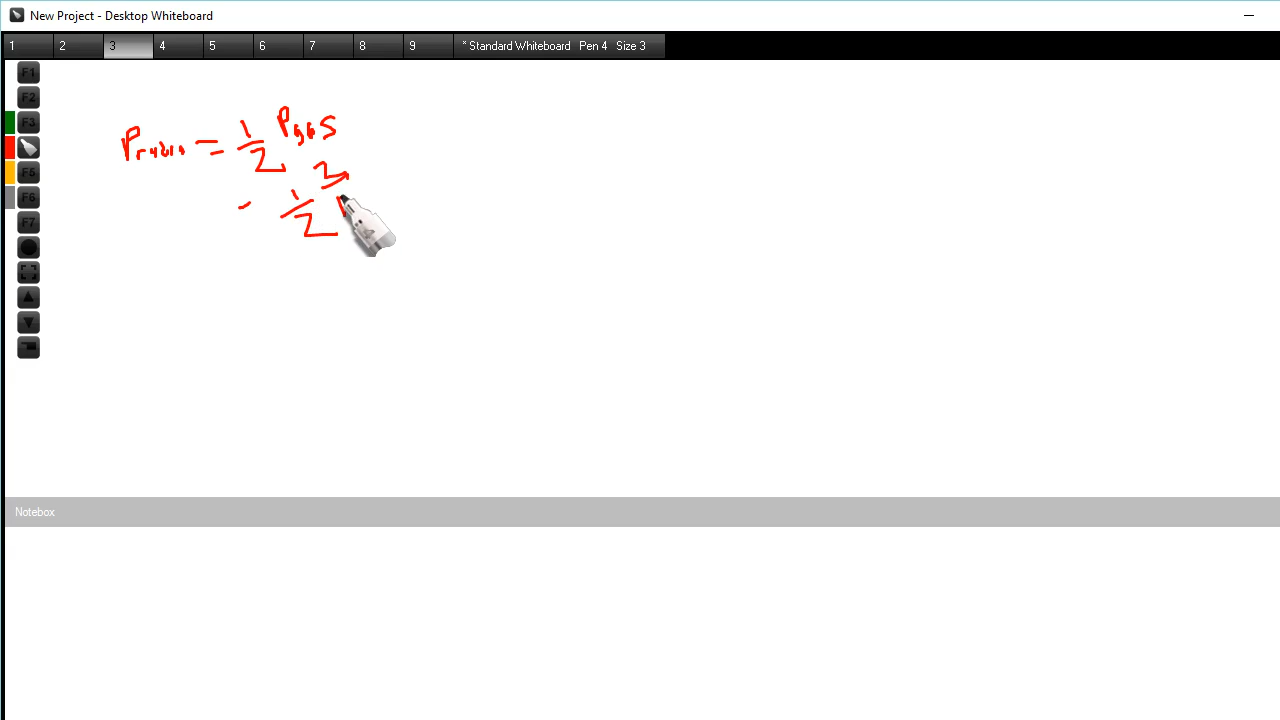 New Project - Desktop Whiteboard
1 2 3 4 5 6 7 8 9 * Standard Whiteboard Pen 4 Size 3
F1
F2
F3
F5
F6
F7
= 1/2 P gas
1/2
Notebox